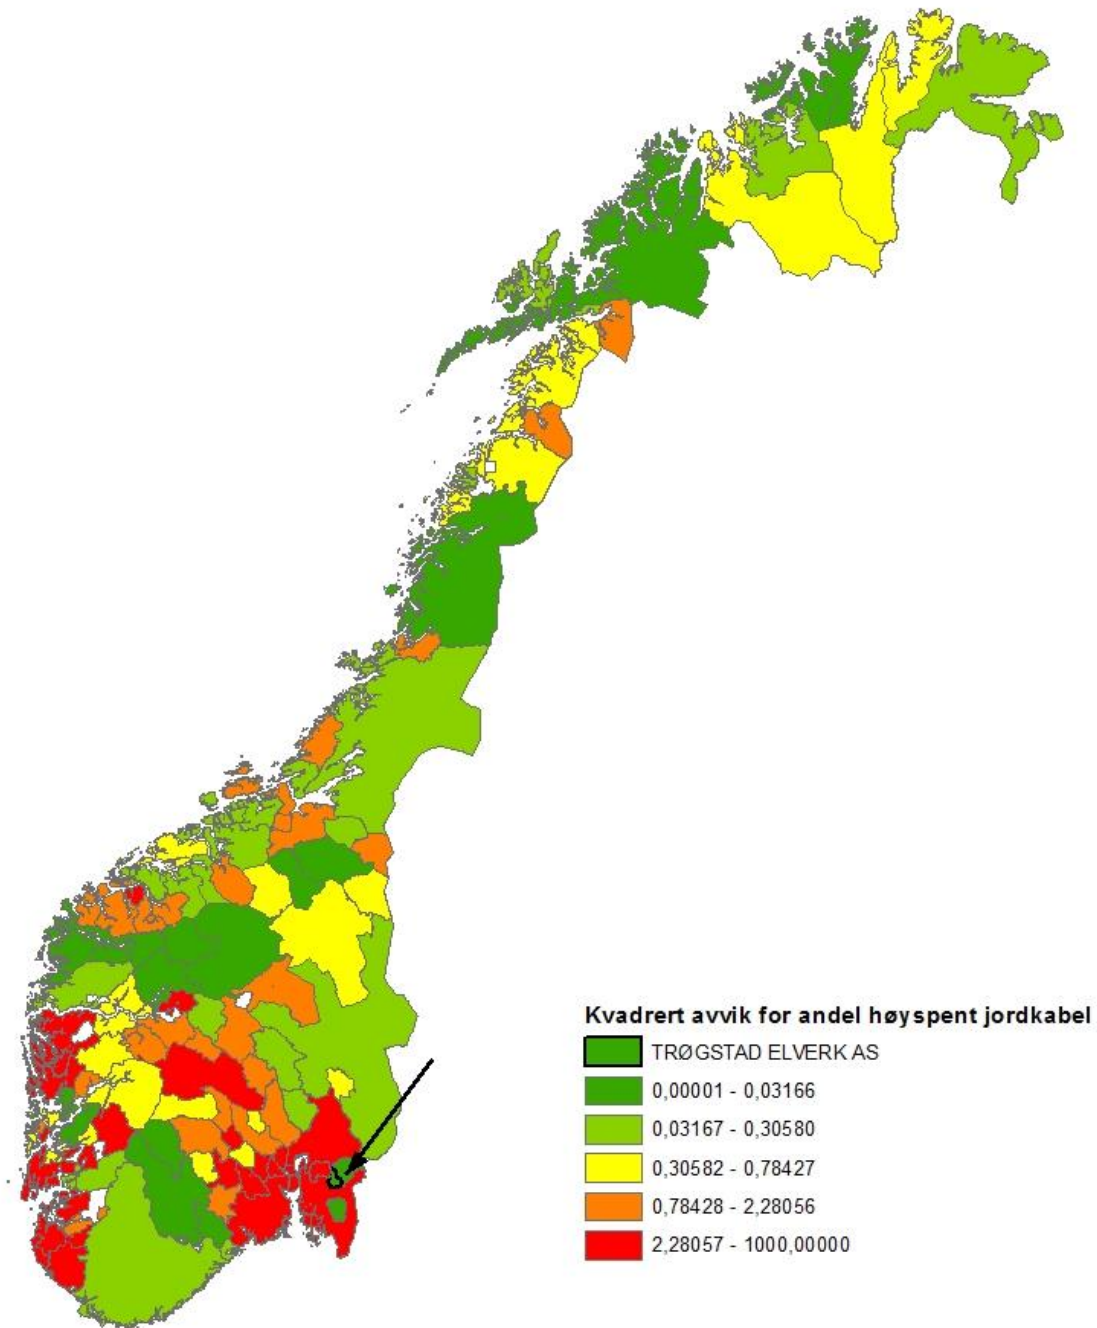 Kvadrert avvik for andel høyspent jordkabel
TRØGSTAD ELVERK AS
0,00001 - 0,03166
0,03167 - 0,30580
0,30582 - 0,78427
0,78428 - 2,28056
2,28057 - 1000,00000